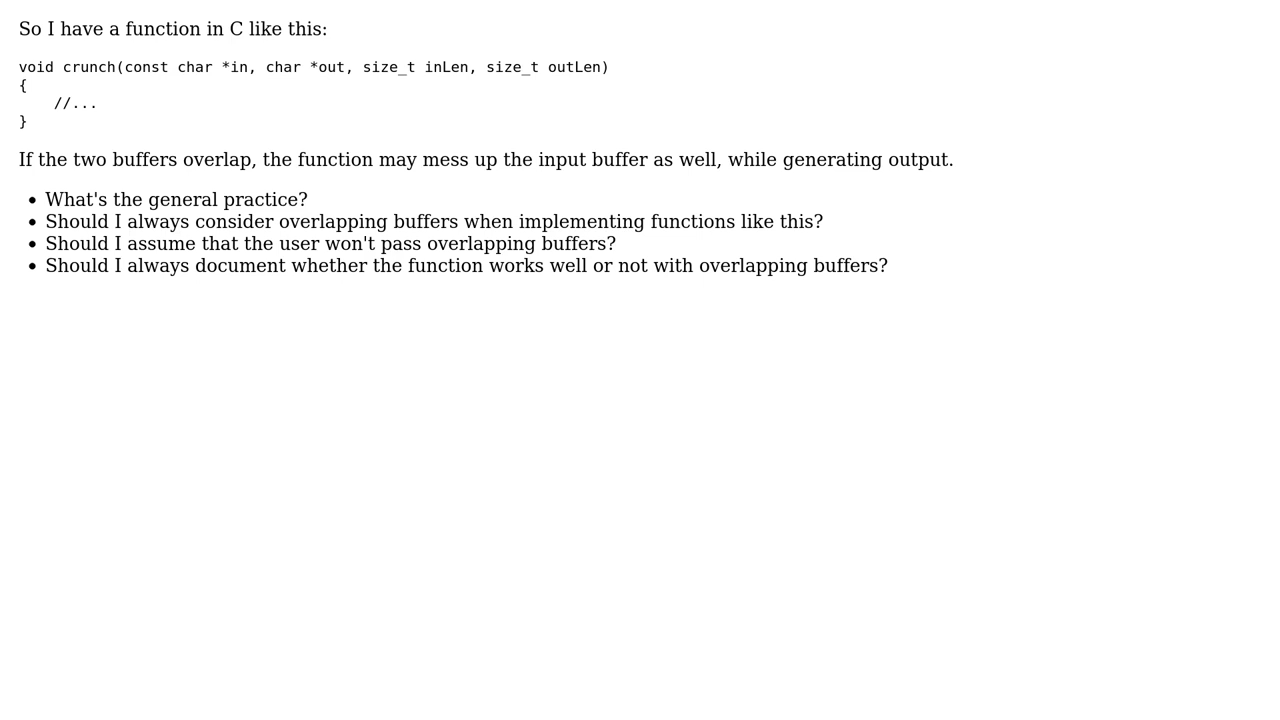 So I have a function in C like this:
void crunch(const char *in, char *out, size_t inLen, size_t outLen)
{
    //...
}
If the two buffers overlap, the function may mess up the input buffer as well, while generating output.
• What's the general practice?
• Should I always consider overlapping buffers when implementing functions like this?
• Should I assume that the user won't pass overlapping buffers?
• Should I always document whether the function works well or not with overlapping buffers?